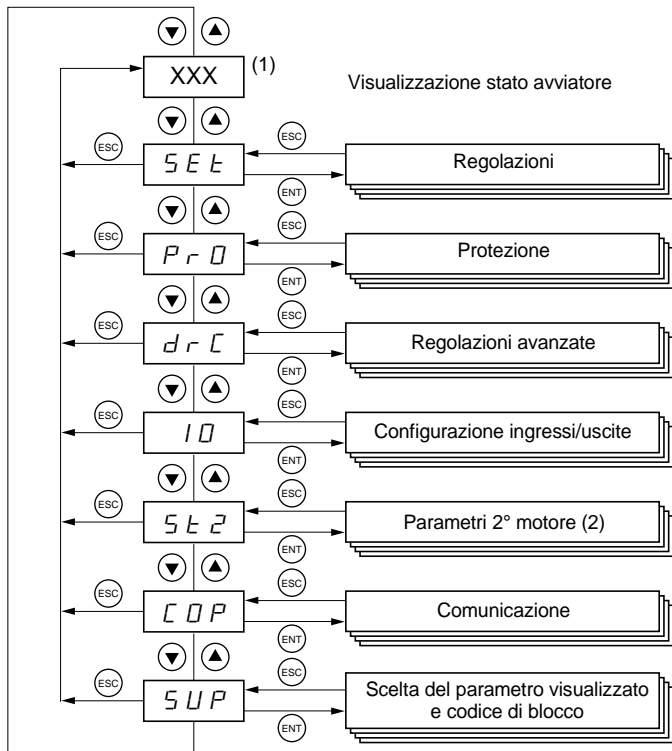 XXX
(1)
Visualizzazione stato avviatore
ESC
SEt
ESC
ENT
Regolazioni
ESC
PrO
ESC
ENT
Protezione
ESC
drC
ESC
ENT
Regolazioni avanzate
ESC
IO
ESC
ENT
Configurazione ingressi/uscite
ESC
St2
ESC
ENT
Parametri 2° motore (2)
ESC
COP
ESC
ENT
Comunicazione
ESC
SUP
ESC
ENT
Scelta del parametro visualizzato
e codice di blocco